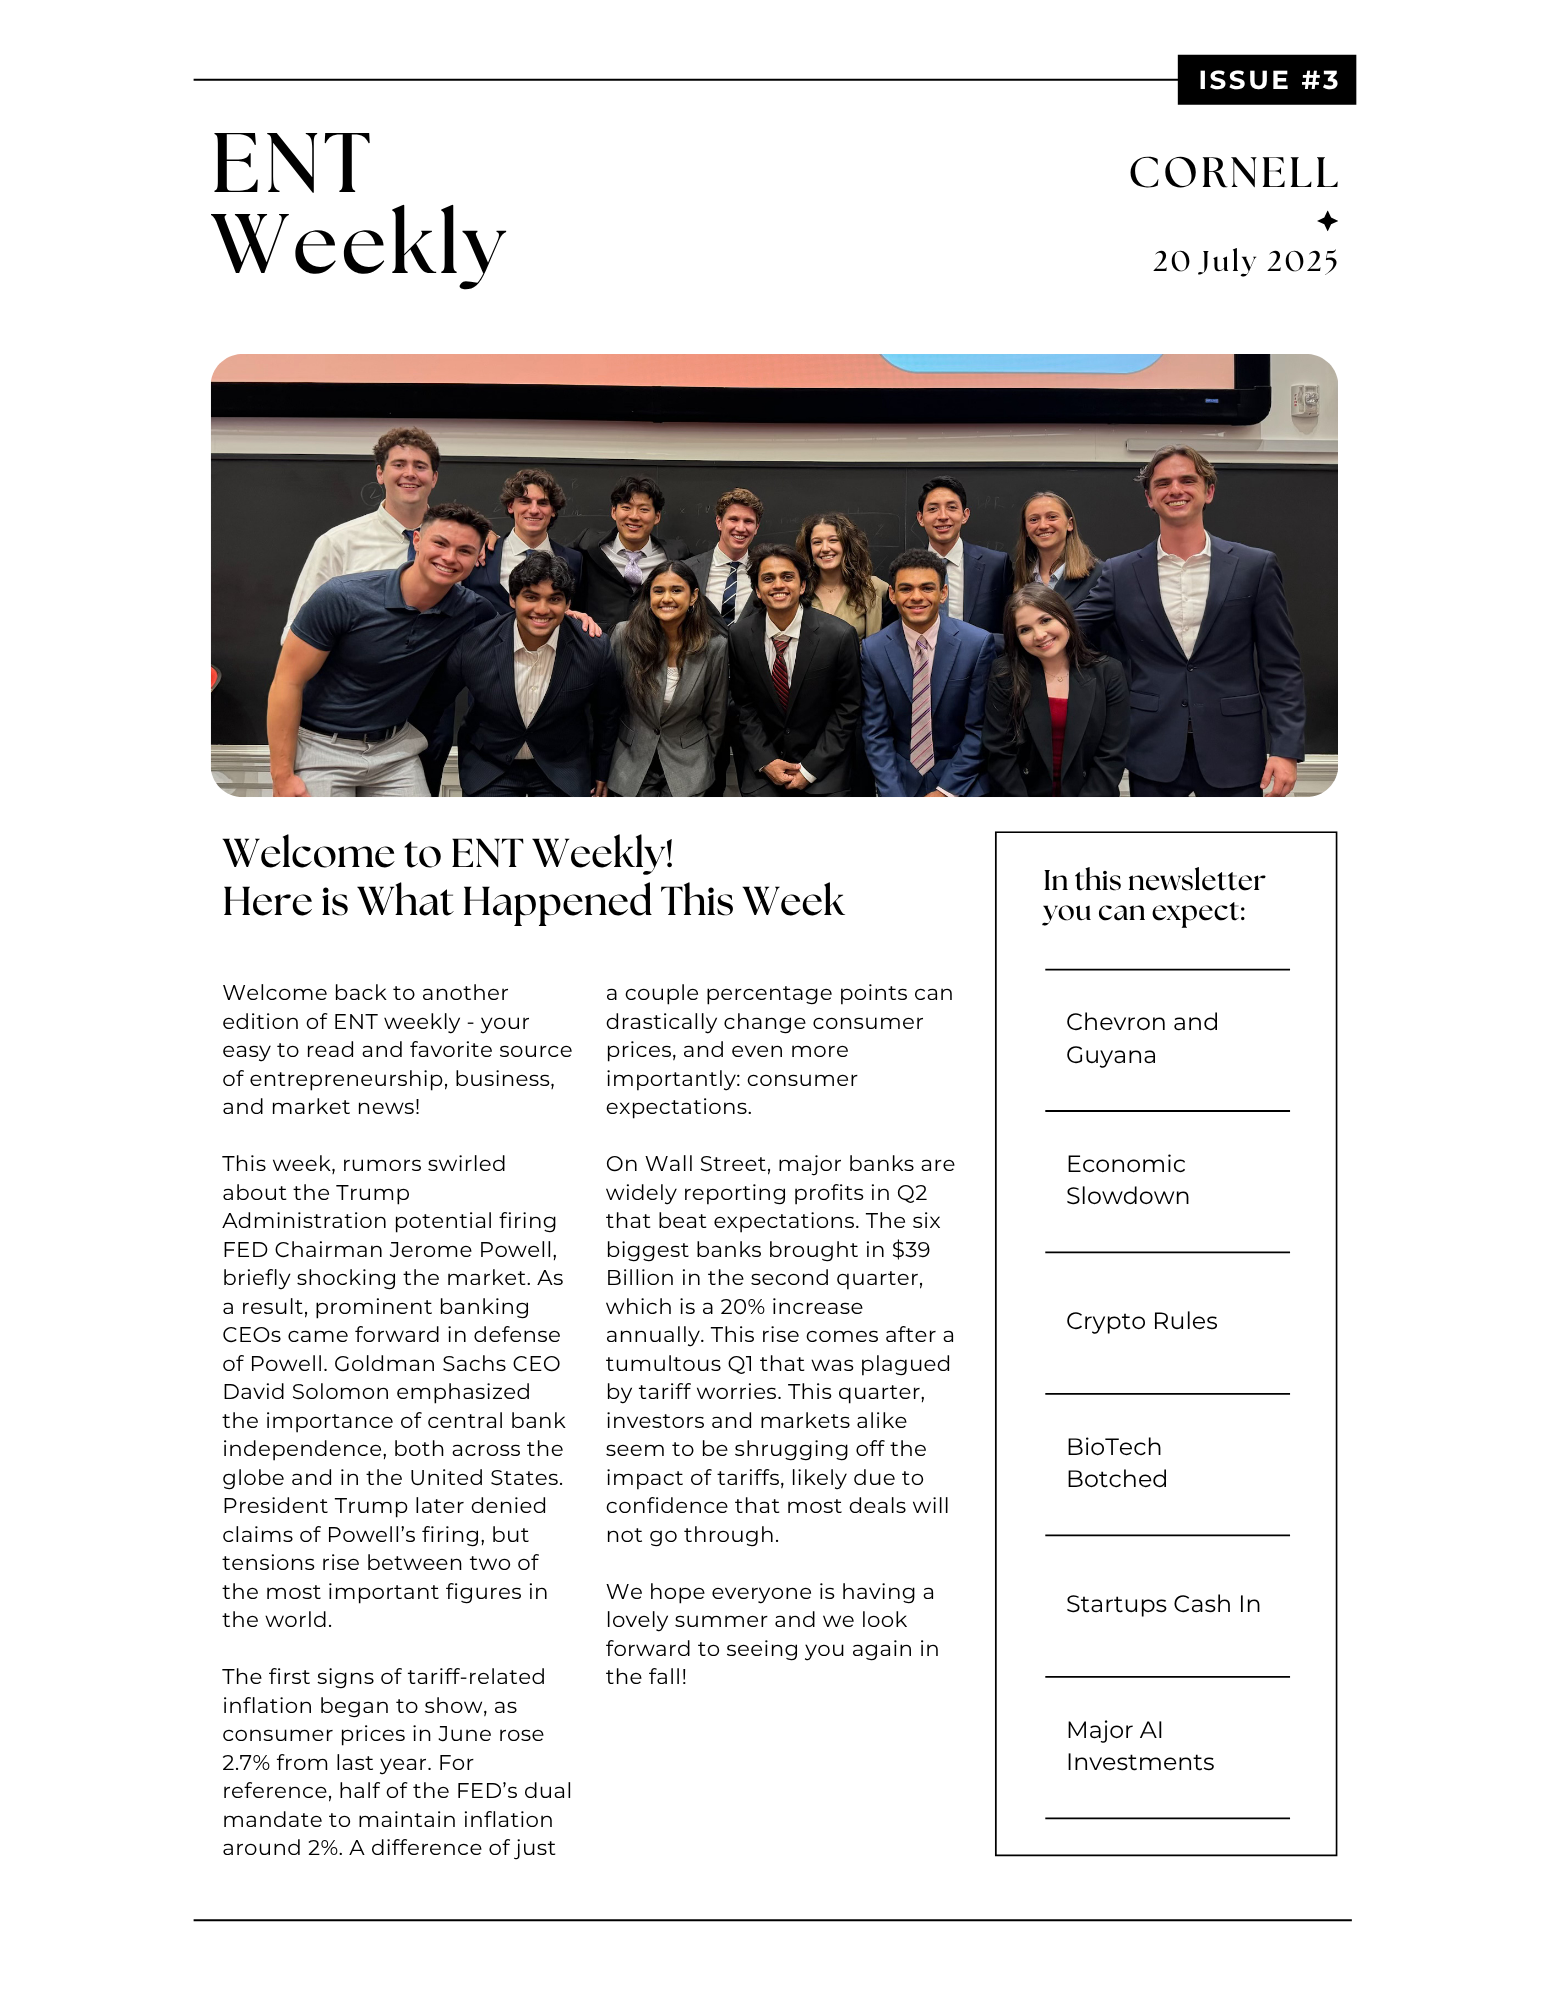 ISSUE #3
ENT
Weekly
CORNELL
20 July 2025
Welcome to ENT Weekly!
Here is What Happened This Week
Welcome back to another
edition of ENT weekly - your
easy to read and favorite source
of entrepreneurship, business,
and market news!
This week, rumors swirled
about the Trump
Administration potential firing
FED Chairman Jerome Powell,
briefly shocking the market. As
a result, prominent banking
CEOs came forward in defense
of Powell. Goldman Sachs CEO
David Solomon emphasized
the importance of central bank
independence, both across the
globe and in the United States.
President Trump later denied
claims of Powell’s firing, but
tensions rise between two of
the most important figures in
the world.
The first signs of tariff-related
inflation began to show, as
consumer prices in June rose
2.7% from last year. For
reference, half of the FED’s dual
mandate to maintain inflation
around 2%. A difference of just
a couple percentage points can
drastically change consumer
prices, and even more
importantly: consumer
expectations.
On Wall Street, major banks are
widely reporting profits in Q2
that beat expectations. The six
biggest banks brought in $39
Billion in the second quarter,
which is a 20% increase
annually. This rise comes after a
tumultous Q1 that was plagued
by tariff worries. This quarter,
investors and markets alike
seem to be shrugging off the
impact of tariffs, likely due to
confidence that most deals will
not go through.
We hope everyone is having a
lovely summer and we look
forward to seeing you again in
the fall!
In this newsletter
you can expect:
Chevron and
Guyana
Economic
Slowdown
Crypto Rules
BioTech
Botched
Startups Cash In
Major AI
Investments